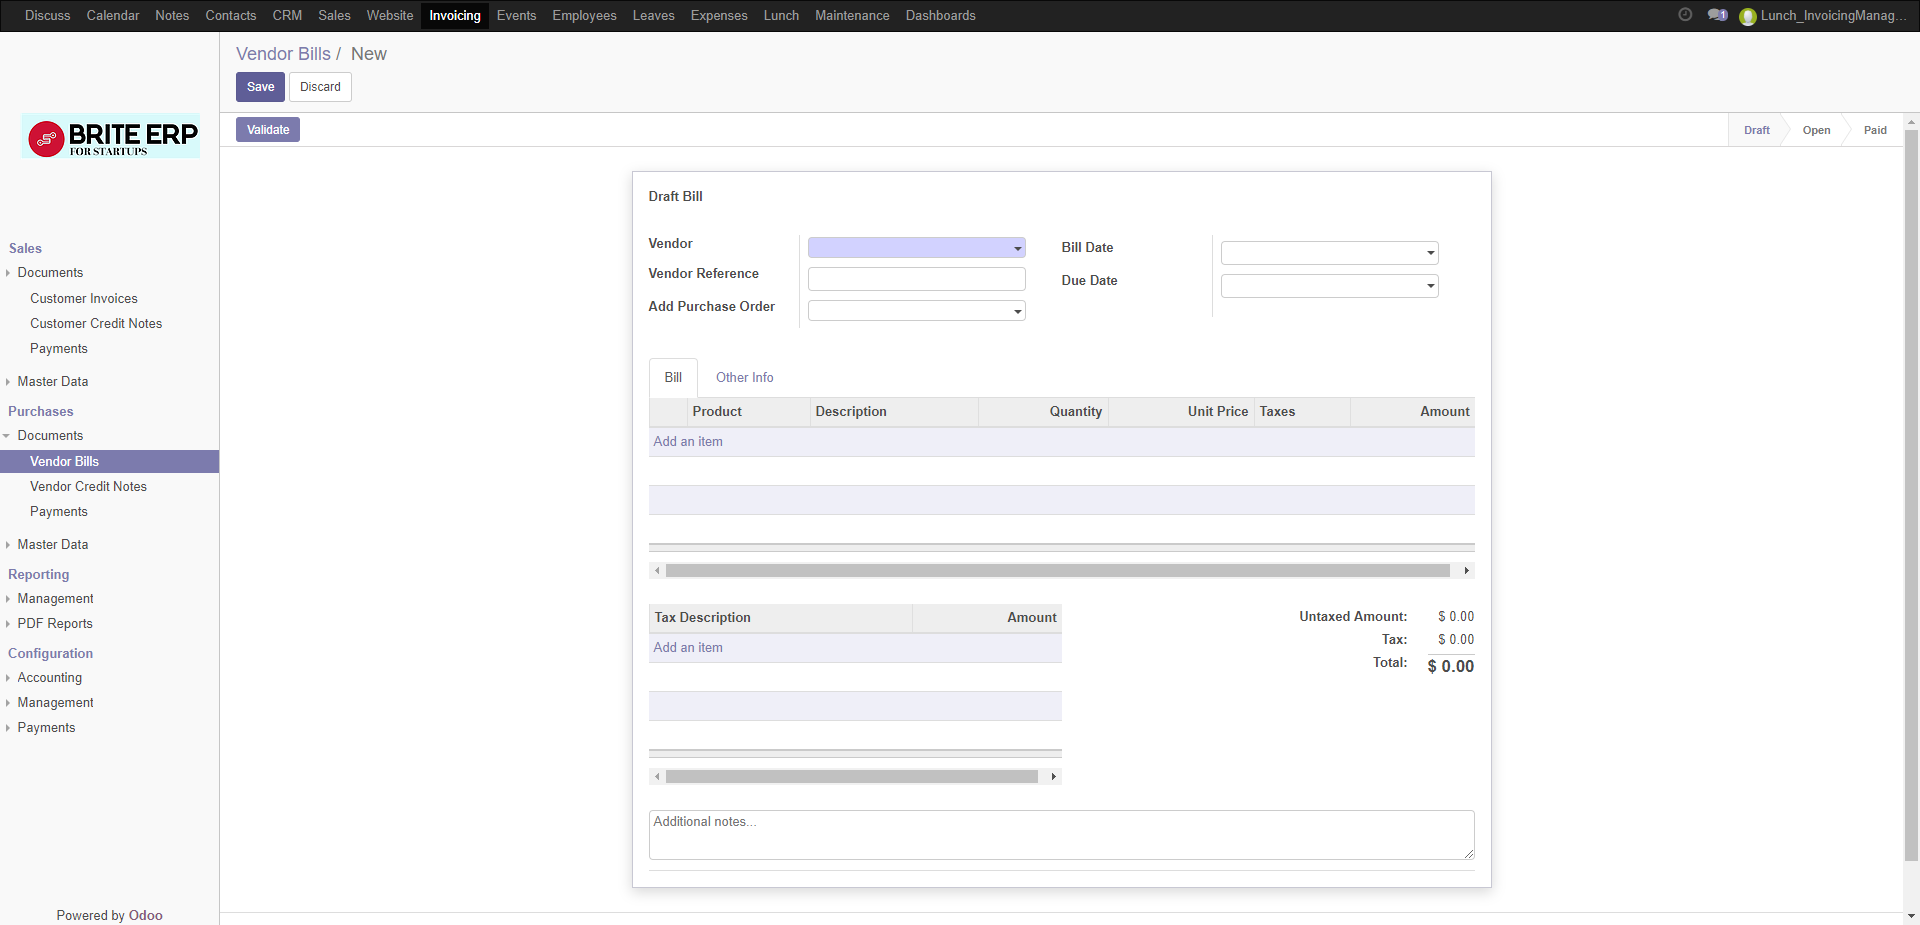 Discuss Calendar Notes Contacts CRM Sales Website Invoicing Events Employees Leaves Expenses Lunch Maintenance Dashboards 1 Lunch_InvoicingManag...
Vendor Bills / New
Save Discard
Validate
Draft Open Paid
BRITE ERP
FOR STARTUPS
Sales
Documents
Customer Invoices
Customer Credit Notes
Payments
Master Data
Purchases
Documents
Vendor Bills
Vendor Credit Notes
Payments
Master Data
Reporting
Management
PDF Reports
Configuration
Accounting
Management
Payments
Powered by Odoo
Draft Bill
Vendor
Vendor Reference
Add Purchase Order
Bill Date
Due Date
Bill Other Info
Product Description Quantity Unit Price Taxes Amount
Add an item
Tax Description Amount
Add an item
Untaxed Amount: $ 0.00
Tax: $ 0.00
Total: $ 0.00
Additional notes...